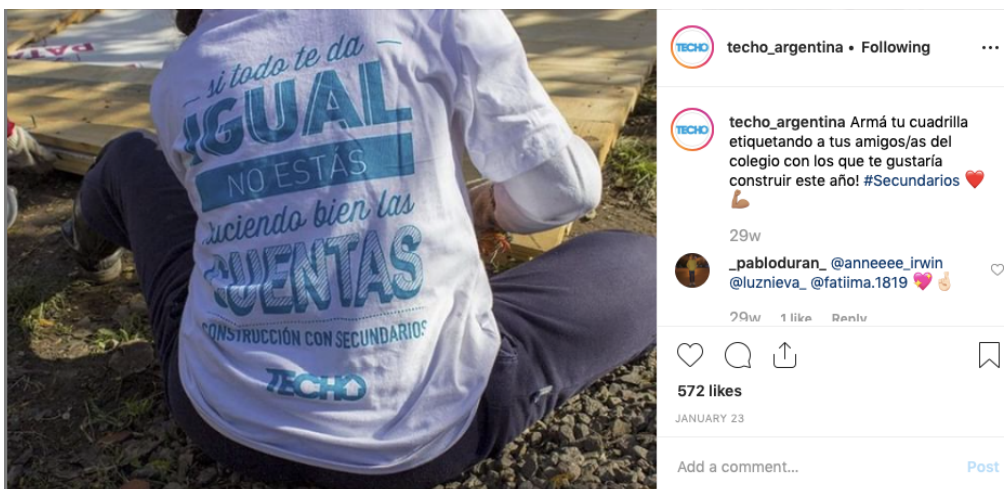 si todo te da
IGUAL
NO ESTÁS
haciendo bien las
CUENTAS
CONSTRUCCIÓN CON SECUNDARIOS
TECHO
TECHO
techo_argentina • Following
TECHO
techo_argentina Armá tu cuadrilla
etiquetando a tus amigos/as del
colegio con los que te gustaría
construir este año! #Secundarios ❤️
💪🏽
29w
_pabloduran_ @anneeee_irwin
@luznieva_ @fatiima.1819 💖☝🏻
29w 1 like Reply
572 likes
JANUARY 23
Add a comment... Post